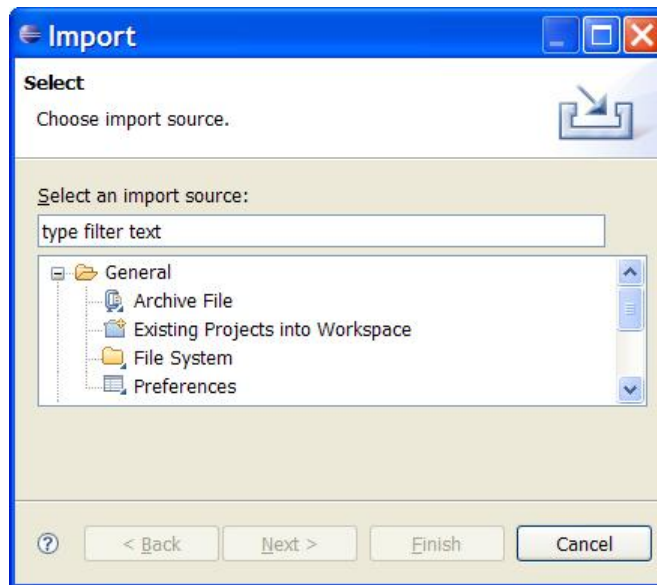 Import
Select
Choose import source.
Select an import source:
type filter text
General
Archive File
Existing Projects into Workspace
File System
Preferences
? < Back Next > Finish Cancel